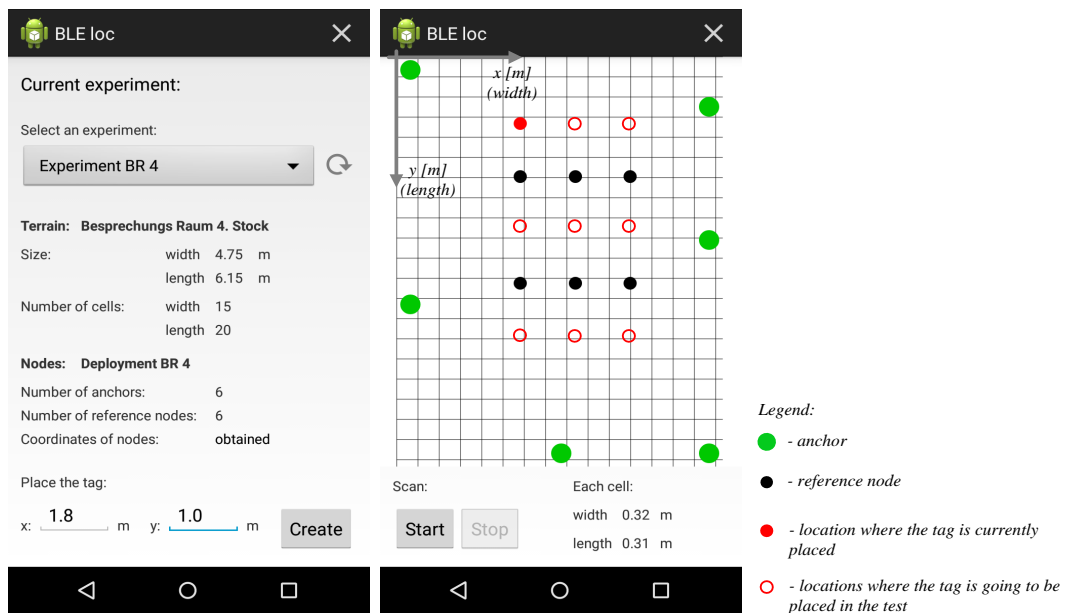 BLE loc
Current experiment:
Select an experiment:
Experiment BR 4
Terrain: Besprechungs Raum 4. Stock
Size: width 4.75 m
length 6.15 m
Number of cells: width 15
length 20
Nodes: Deployment BR 4
Number of anchors: 6
Number of reference nodes: 6
Coordinates of nodes: obtained
Place the tag:
x: 1.8 m y: 1.0 m
Create
BLE loc
x [m]
(width)
y [m]
(length)
Scan:
Start
Stop
Each cell:
width 0.32 m
length 0.31 m
Legend:
- anchor
- reference node
- location where the tag is currently
placed
- locations where the tag is going to be
placed in the test